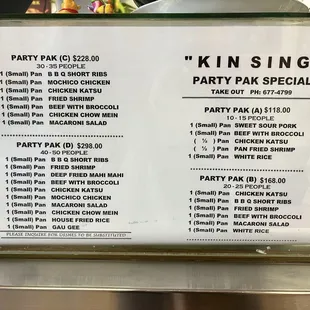 PARTY PAK (C) $228.00
30 - 35 PEOPLE
1 (Small) Pan B B Q SHORT RIBS
1 (Small) Pan MOCHICO CHICKEN
1 (Small) Pan CHICKEN KATSU
1 (Small) Pan FRIED SHRIMP
1 (Small) Pan BEEF WITH BROCCOLI
1 (Small) Pan CHICKEN CHOW MEIN
1 (Small) Pan MACARONI SALAD
PARTY PAK (D) $298.00
40 - 50 PEOPLE
1 (Small) Pan B B Q SHORT RIBS
1 (Small) Pan FRIED SHRIMP
1 (Small) Pan DEEP FRIED MAHI MAHI
1 (Small) Pan BEEF WITH BROCCOLI
1 (Small) Pan CHICKEN KATSU
1 (Small) Pan MOCHICO CHICKEN
1 (Small) Pan MACARONI SALAD
1 (Small) Pan CHICKEN CHOW MEIN
1 (Small) Pan HOUSE FRIED RICE
1 (Small) Pan GAU GEE
PLEASE ENQUIRE FOR DISHES TO BE SUBSTITUTED
"KIN SING
PARTY PAK SPECIAL
TAKE OUT PH: 677-4799
PARTY PAK (A) $118.00
10 - 15 PEOPLE
1 (Small) Pan SWEET SOUR PORK
1 (Small) Pan BEEF WITH BROCCOLI
( ½ ) Pan CHICKEN KATSU
( ½ ) Pan PAN FRIED SHRIMP
1 (Small) Pan WHITE RICE
PARTY PAK (B) $168.00
20 - 25 PEOPLE
1 (Small) Pan CHICKEN KATSU
1 (Small) Pan B B Q SHORT RIBS
1 (Small) Pan FRIED SHRIMP
1 (Small) Pan BEEF WITH BROCCOLI
1 (Small) Pan MACARONI SALAD
1 (Small) Pan WHITE RICE